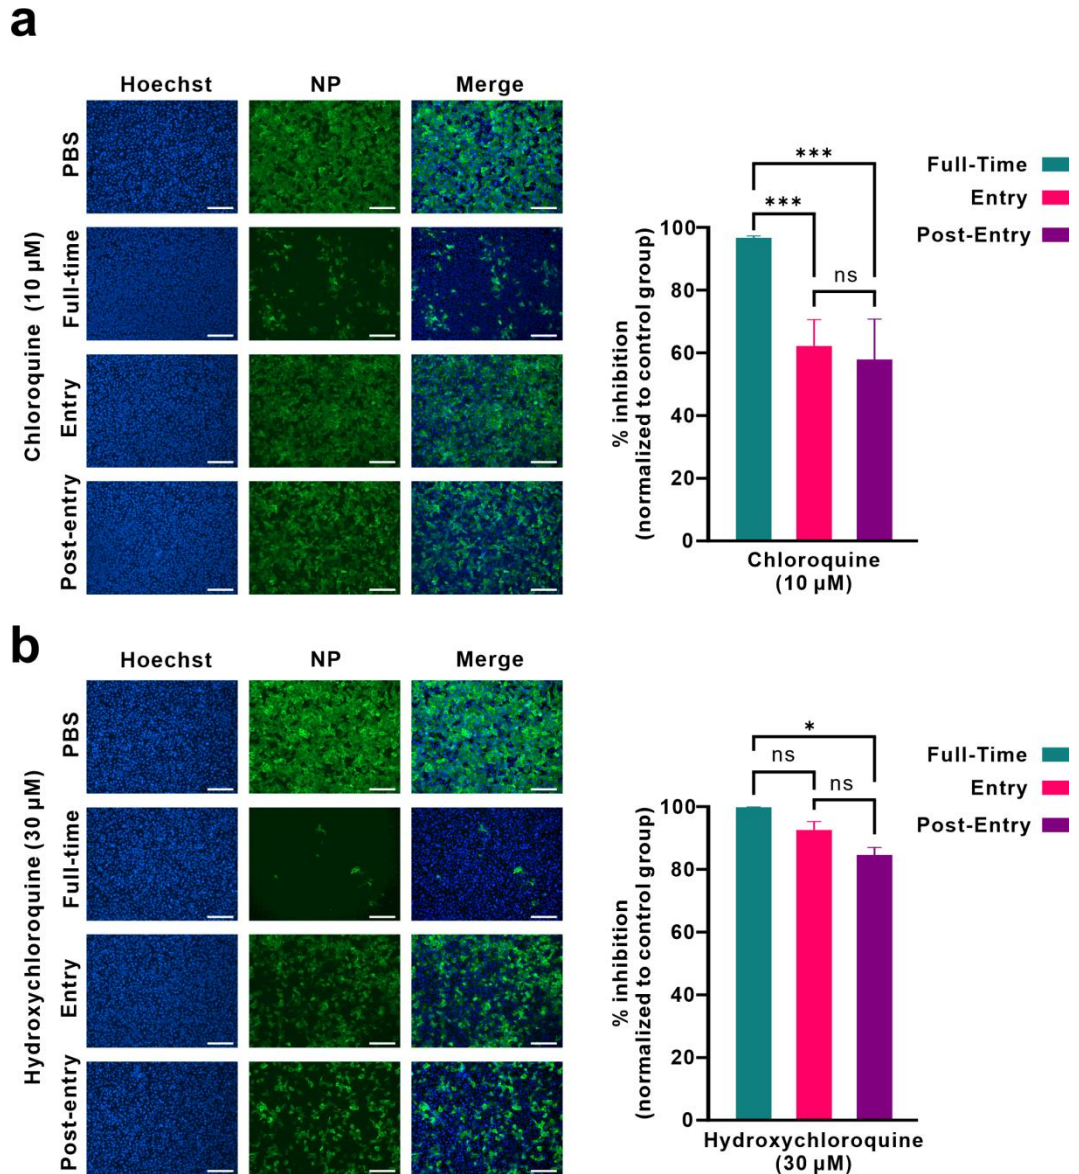 a
Hoechst NP Merge
PBS
Chloroquine (10 µM)
Full-time
Entry
Post-entry
***
***
ns
Full-Time
Entry
Post-Entry
% inhibition
(normalized to control group)
100
80
60
40
20
0
Chloroquine
(10 µM)
b
Hoechst NP Merge
PBS
Hydroxychloroquine (30 µM)
Full-time
Entry
Post-entry
*
ns
ns
Full-Time
Entry
Post-Entry
% inhibition
(normalized to control group)
100
80
60
40
20
0
Hydroxychloroquine
(30 µM)